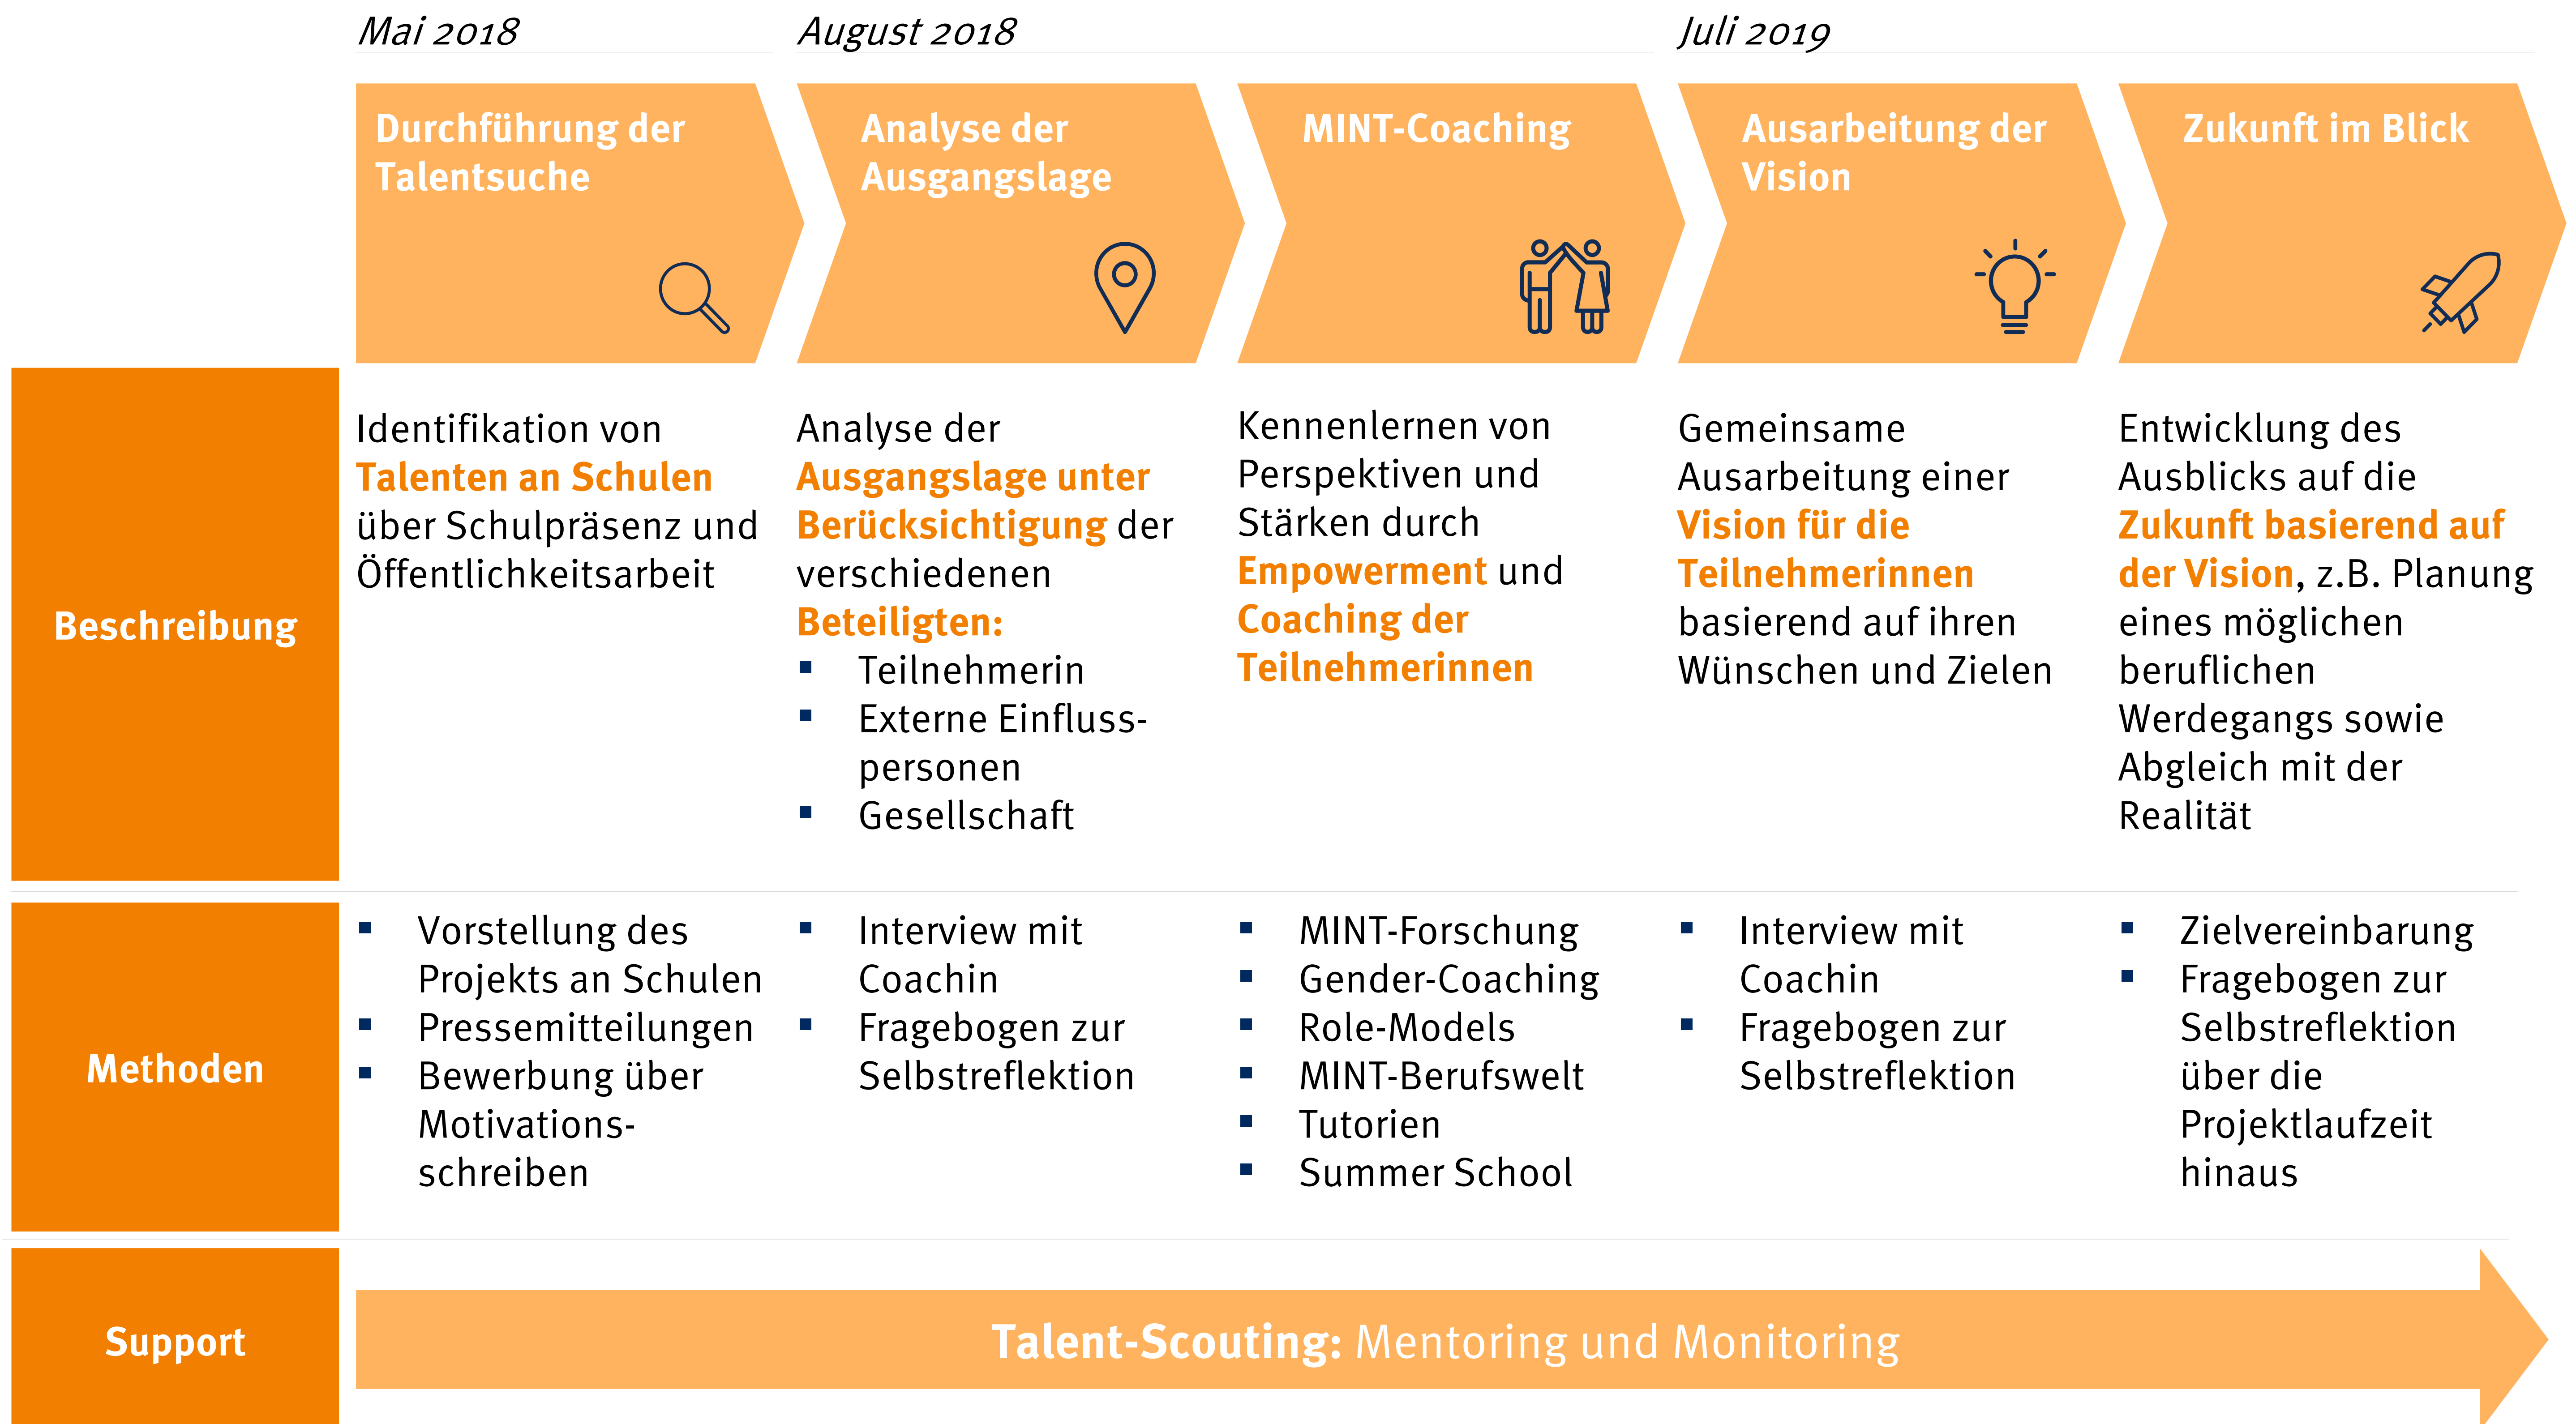 Mai 2018
August 2018
Juli 2019
Durchführung der
Talentsuche
Analyse der
Ausgangslage
MINT-Coaching
Ausarbeitung der
Vision
Zukunft im Blick
Beschreibung
Identifikation von
Talenten an Schulen
über Schulpräsenz und
Öffentlichkeitsarbeit
Analyse der
Ausgangslage unter
Berücksichtigung der
verschiedenen
Beteiligten:
▪ Teilnehmerin
▪ Externe Einfluss-
personen
▪ Gesellschaft
Kennenlernen von
Perspektiven und
Stärken durch
Empowerment und
Coaching der
Teilnehmerinnen
Gemeinsame
Ausarbeitung einer
Vision für die
Teilnehmerinnen
basierend auf ihren
Wünschen und Zielen
Entwicklung des
Ausblicks auf die
Zukunft basierend auf
der Vision, z.B. Planung
eines möglichen
beruflichen
Werdegangs sowie
Abgleich mit der
Realität
Methoden
▪ Vorstellung des
Projekts an Schulen
▪ Pressemitteilungen
▪ Bewerbung über
Motivations-
schreiben
▪ Interview mit
Coachin
▪ Fragebogen zur
Selbstreflektion
▪ MINT-Forschung
▪ Gender-Coaching
▪ Role-Models
▪ MINT-Berufswelt
▪ Tutorien
▪ Summer School
▪ Interview mit
Coachin
▪ Fragebogen zur
Selbstreflektion
▪ Zielvereinbarung
▪ Fragebogen zur
Selbstreflektion
über die
Projektlaufzeit
hinaus
Support
Talent-Scouting: Mentoring und Monitoring